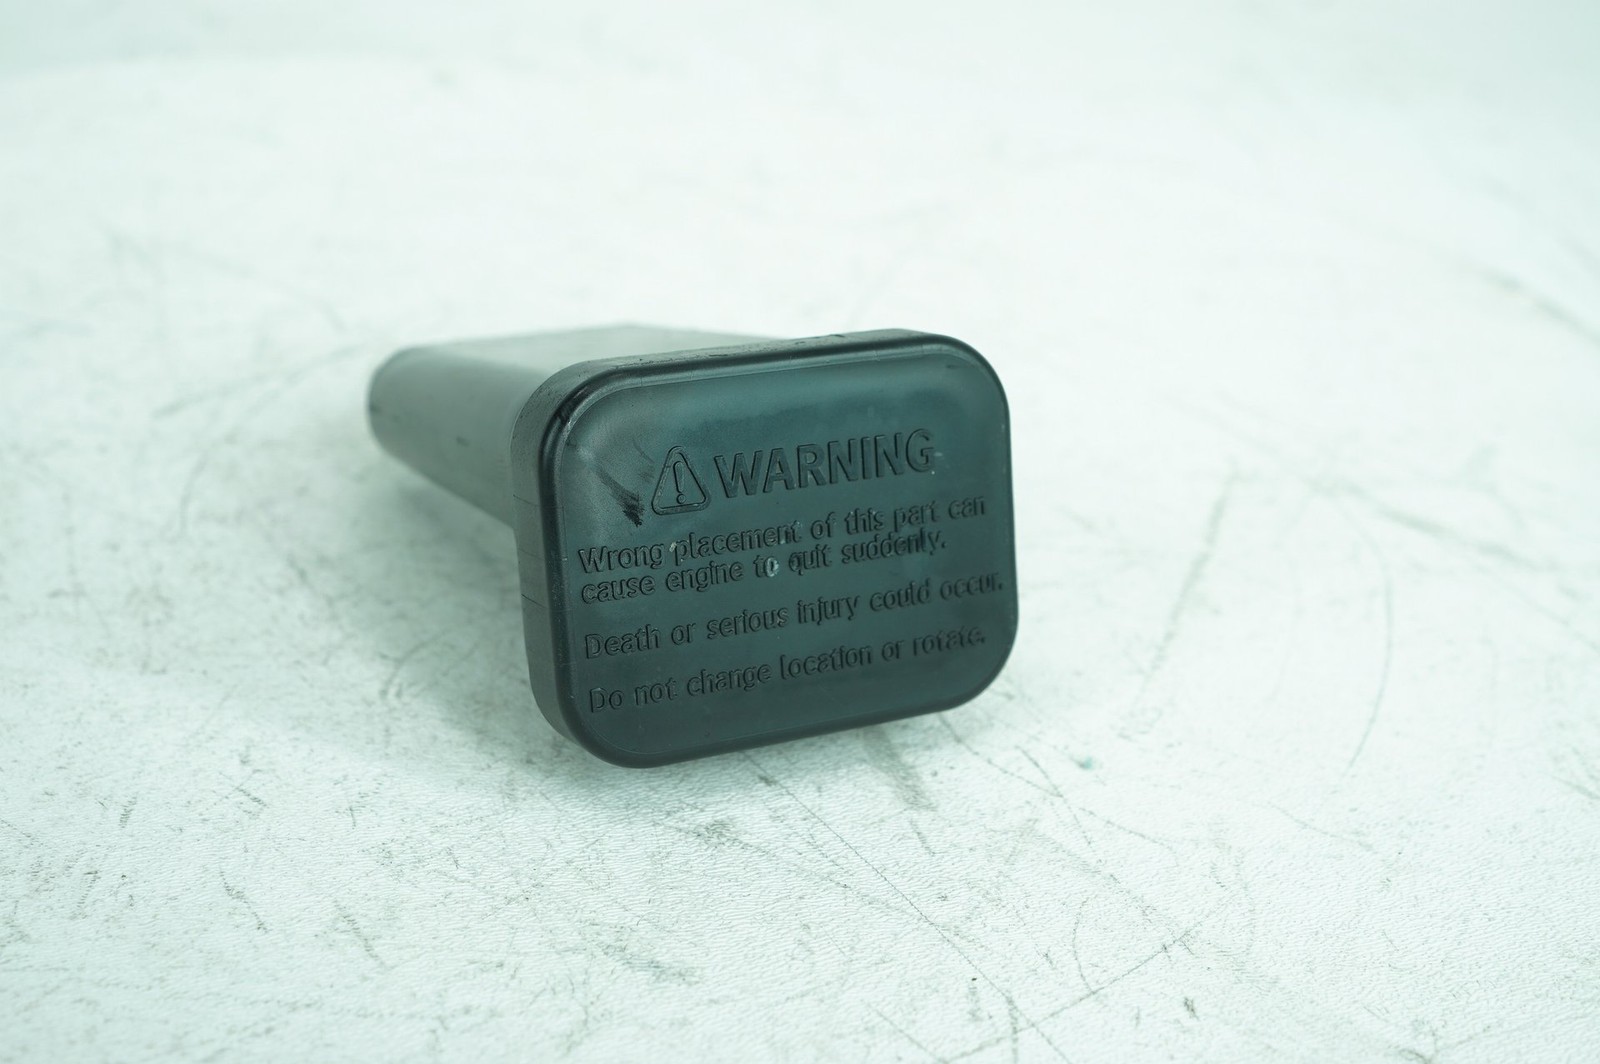 WARNING
Wrong placement of this part can
cause engine to quit suddenly.
Death or serious injury could occur.
Do not change location or rotate.